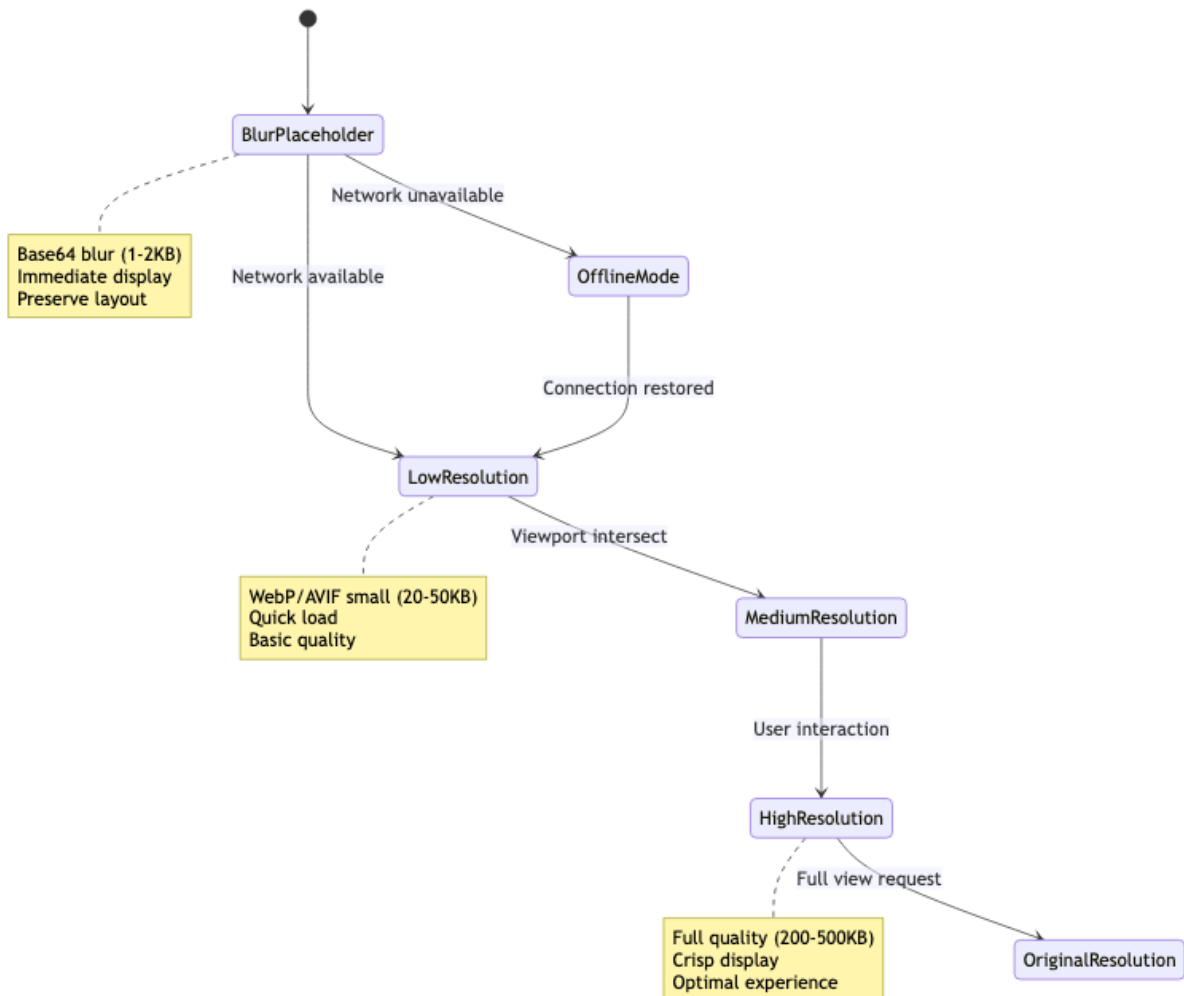 BlurPlaceholder
Network unavailable
Base64 blur (1-2KB)
Immediate display
Preserve layout
Network available
OfflineMode
Connection restored
LowResolution
Viewport intersect
WebP/AVIF small (20-50KB)
Quick load
Basic quality
MediumResolution
User interaction
HighResolution
Full view request
Full quality (200-500KB)
Crisp display
Optimal experience
OriginalResolution